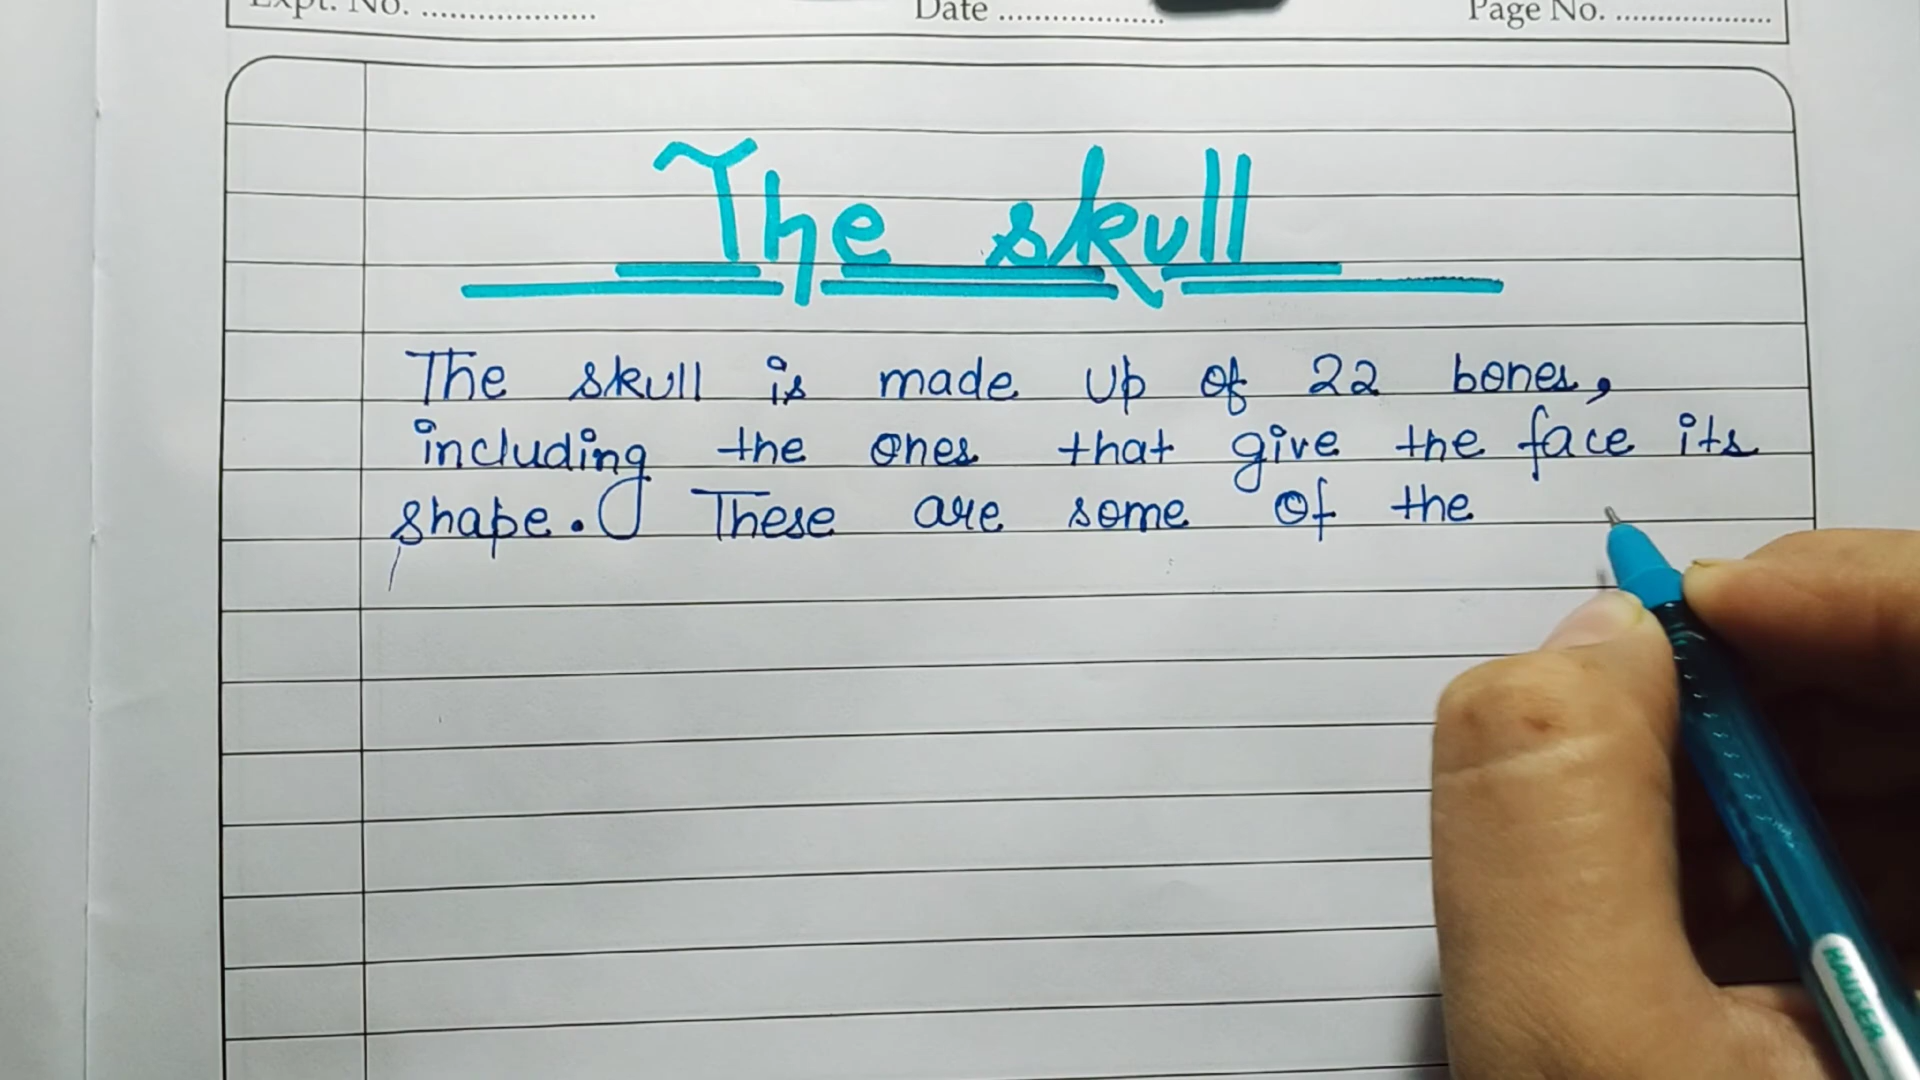 Expt. No. ..................
Date ..................
Page No. ..................
The skull
The skull is made up of 22 bones,
including the ones that give the face its
shape. These are some of the
HAUSER